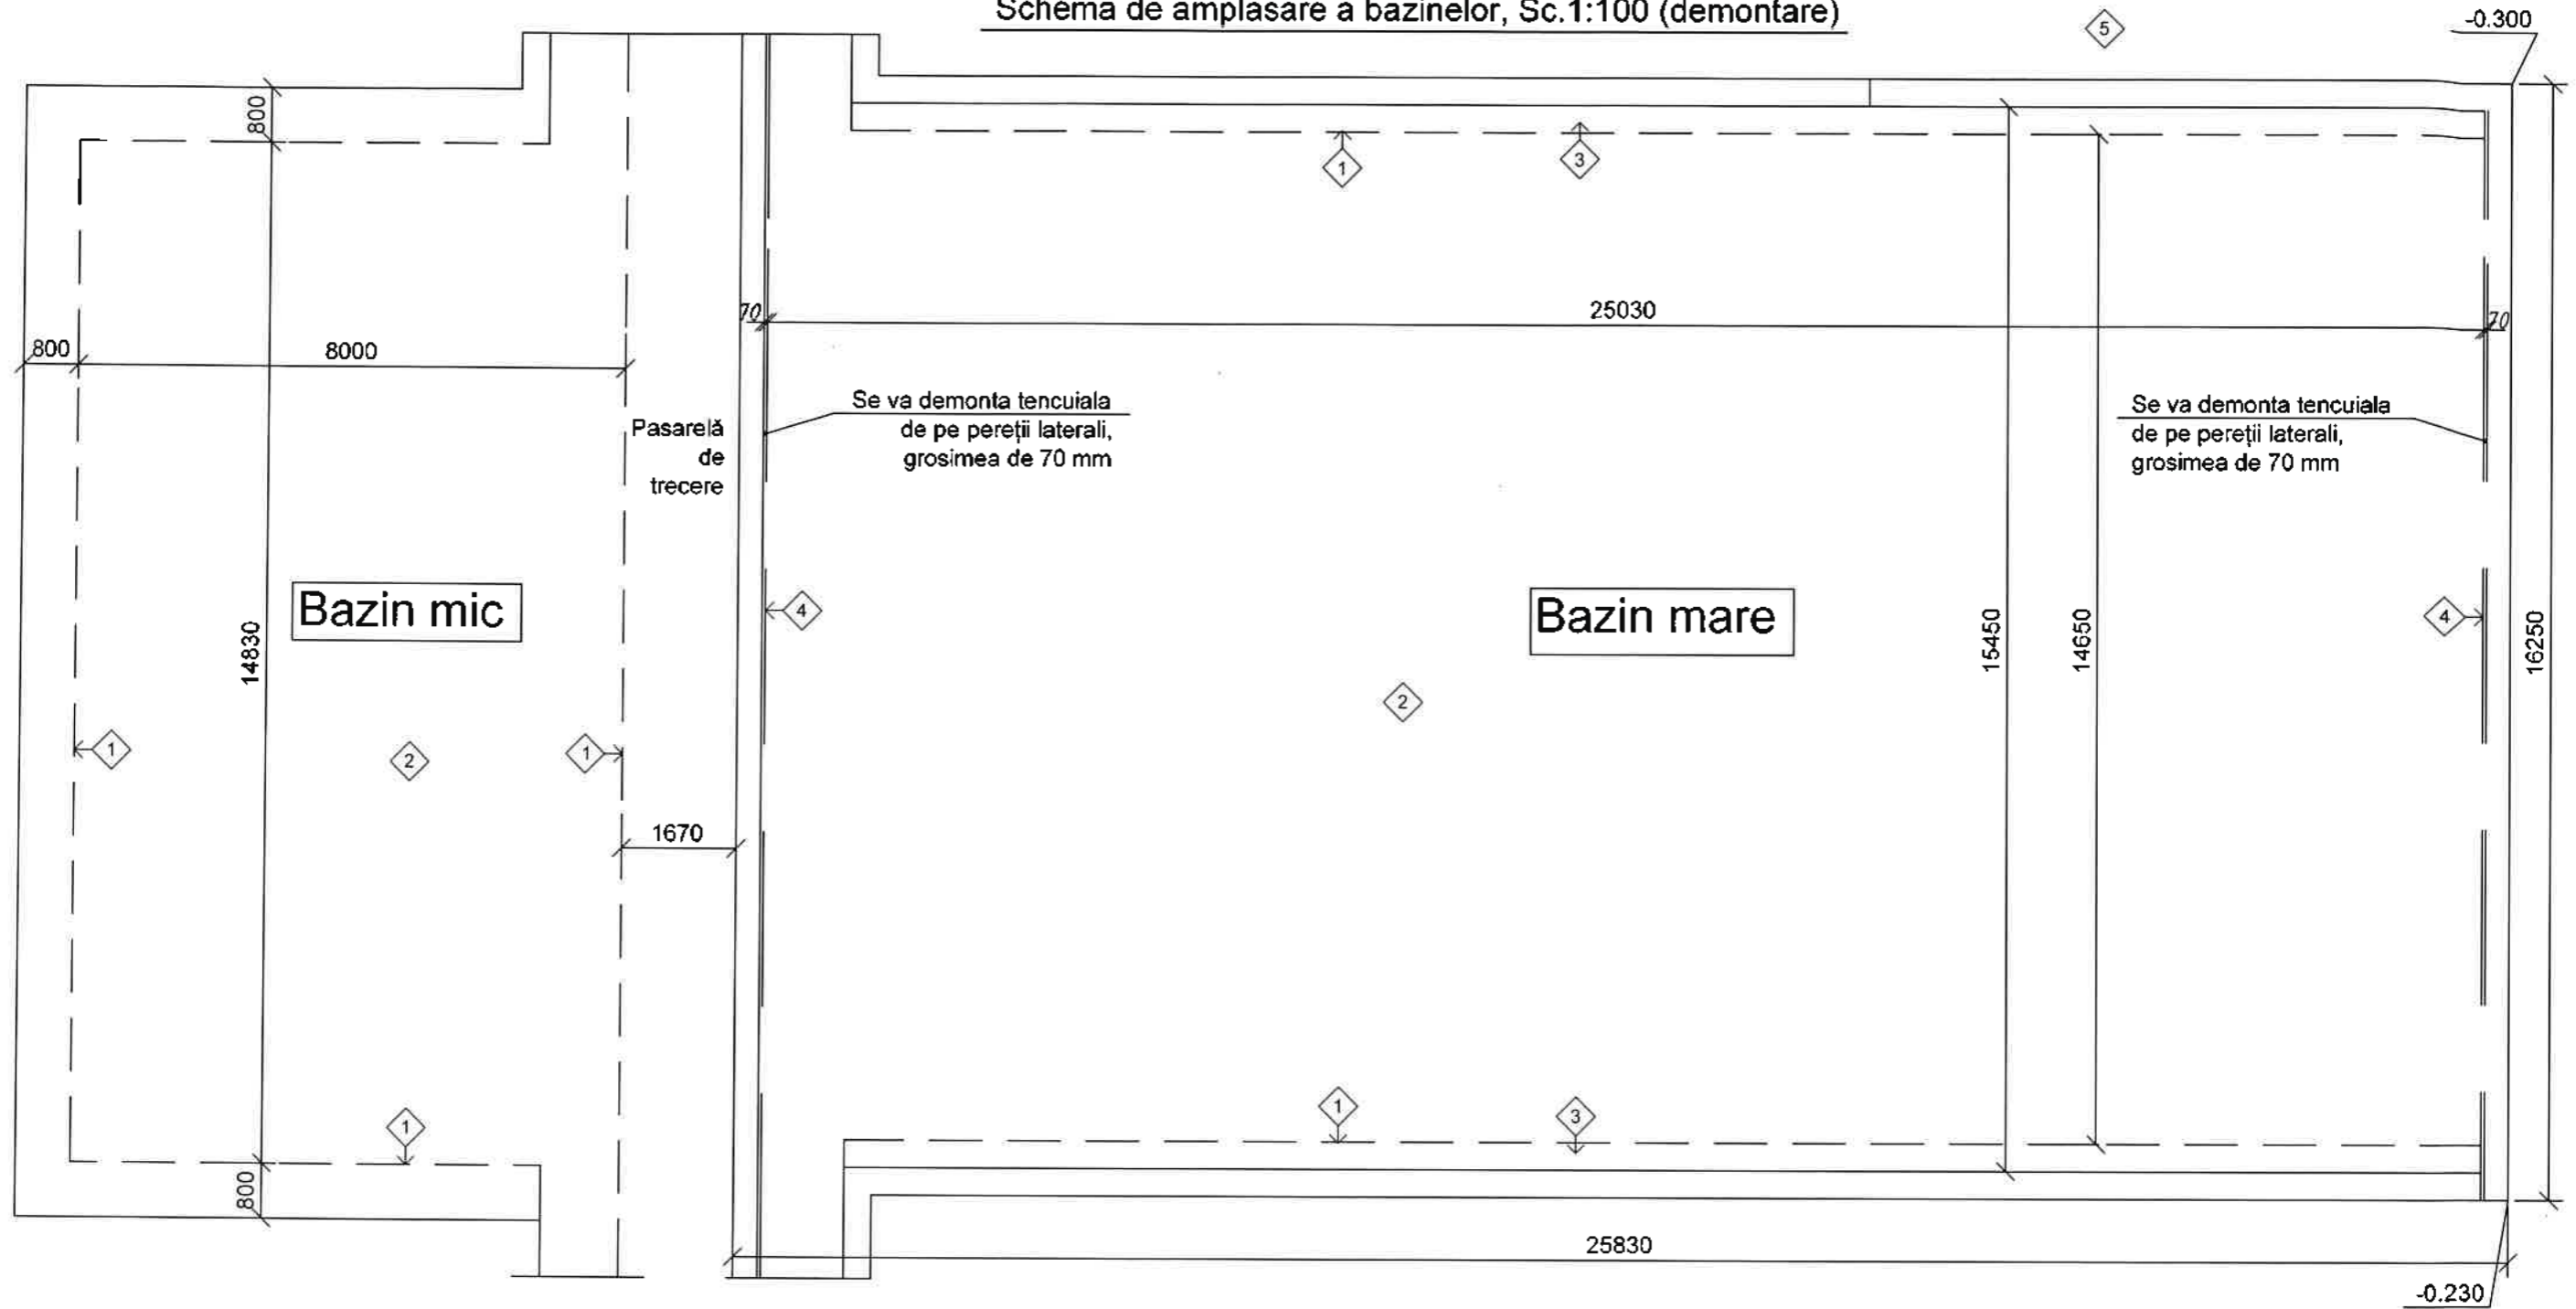 Schema de amplasare a bazinelor, Sc.1:100 (demontare)
5
-0.300
800
1
3
70
25030
70
800
8000
Se va demonta tencuiala
de pe pereții laterali,
grosimea de 70 mm
Se va demonta tencuiala
de pe pereții laterali,
grosimea de 70 mm
Pasarelă
de
trecere
Bazin mic
Bazin mare
4
4
14830
15450
14650
16250
2
1
2
1
1670
1
1
3
800
25830
-0.230